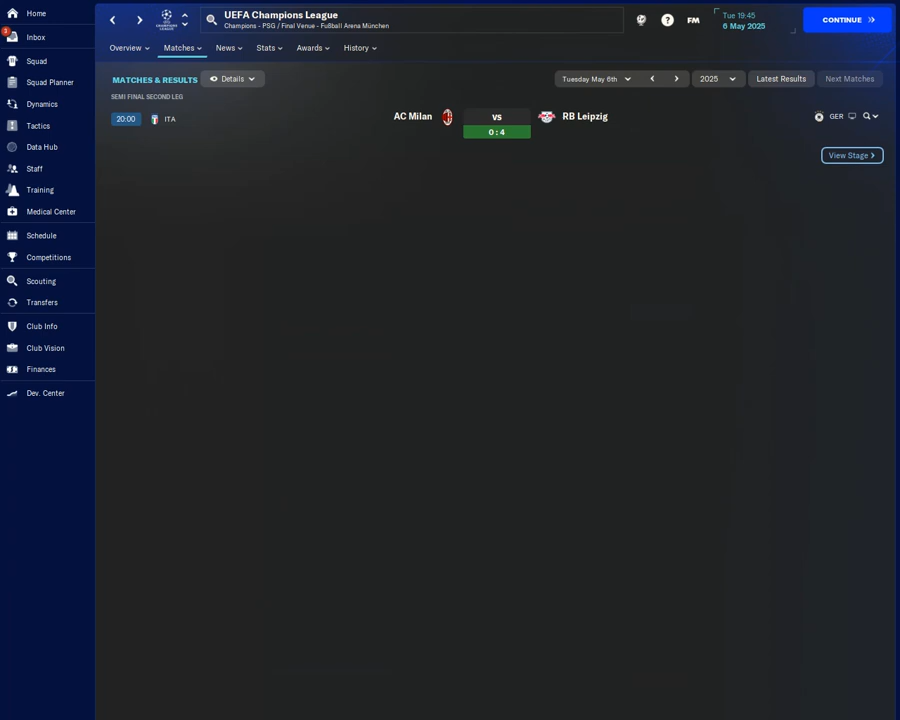 Home
Inbox
3
Squad
Squad Planner
Dynamics
Tactics
Data Hub
Staff
Training
Medical Center
Schedule
Competitions
Scouting
Transfers
Club Info
Club Vision
Finances
Dev. Center
UEFA Champions League
Champions - PSG / Final Venue - Fußball Arena München
?
FM
Tue 19:45
6 May 2025
CONTINUE
Overview
Matches
News
Stats
Awards
History
MATCHES & RESULTS
Details
Tuesday May 6th
2025
Latest Results
Next Matches
SEMI FINAL SECOND LEG
20:00 ITA AC Milan vs RB Leipzig GER
0 : 4
View Stage